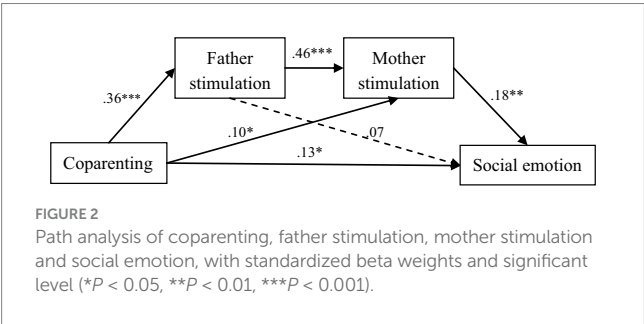 Father
stimulation
.46***
Mother
stimulation
.36***
.18**
.10*
.07
.13*
Coparenting
Social emotion
FIGURE 2
Path analysis of coparenting, father stimulation, mother stimulation
and social emotion, with standardized beta weights and significant
level (*P < 0.05, **P < 0.01, ***P < 0.001).